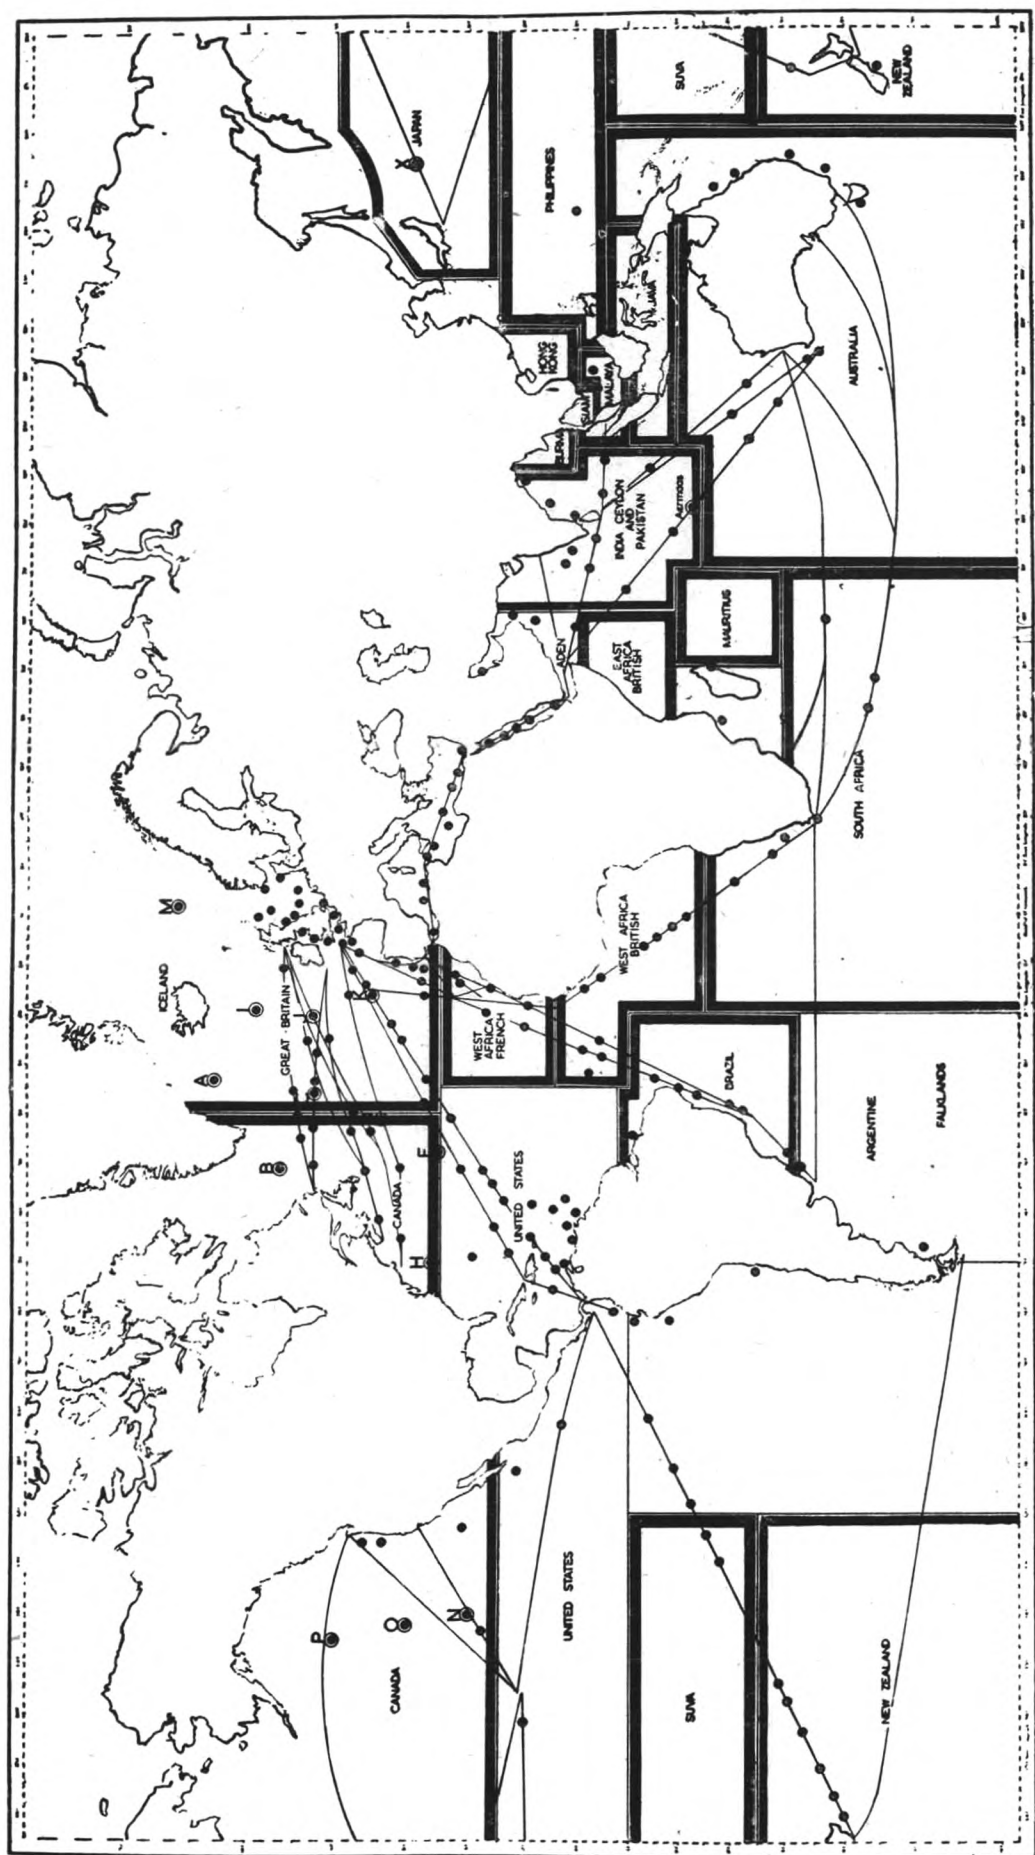 CANADA
P
O
N
UNITED STATES
SUVA
NEW ZEALAND
H
CANADA
UNITED STATES
B
A
ICELAND
M
GREAT BRITAIN
I
J
K
WEST
AFRICA
FRENCH
WEST AFRICA
BRITISH
BRAZIL
ARGENTINE
FALKLANDS
SOUTH AFRICA
ADEN
EAST
AFRICA
BRITISH
MAURITIUS
INDIA CEYLON
AND
PAKISTAN
BURMA
SIAM
MALAYA
HONG
KONG
JAVA
AUSTRALIA
PHILIPPINES
X
JAPAN
SUVA
NEW
ZEALAND